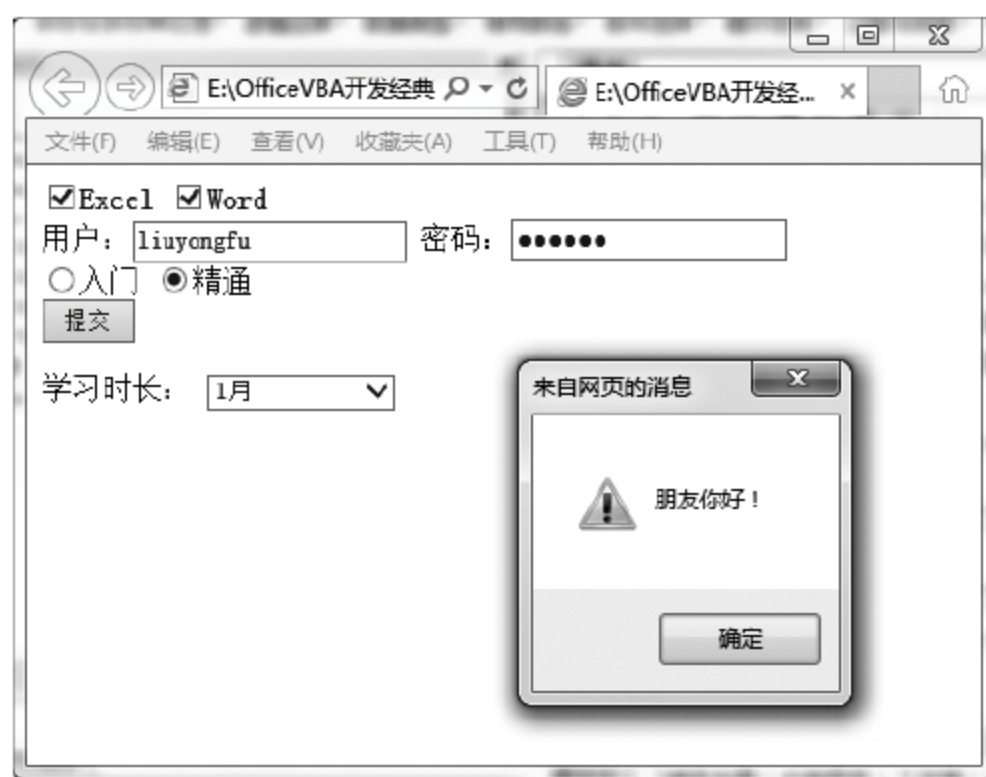 E:\OfficeVBA开发经典
E:\OfficeVBA开发经...
文件(F) 编辑(E) 查看(V) 收藏夹(A) 工具(T) 帮助(H)
Excel Word
用户: liuyongfu 密码: ●●●●●●
入门 精通
提交
学习时长: 1月
来自网页的消息
朋友你好!
确定